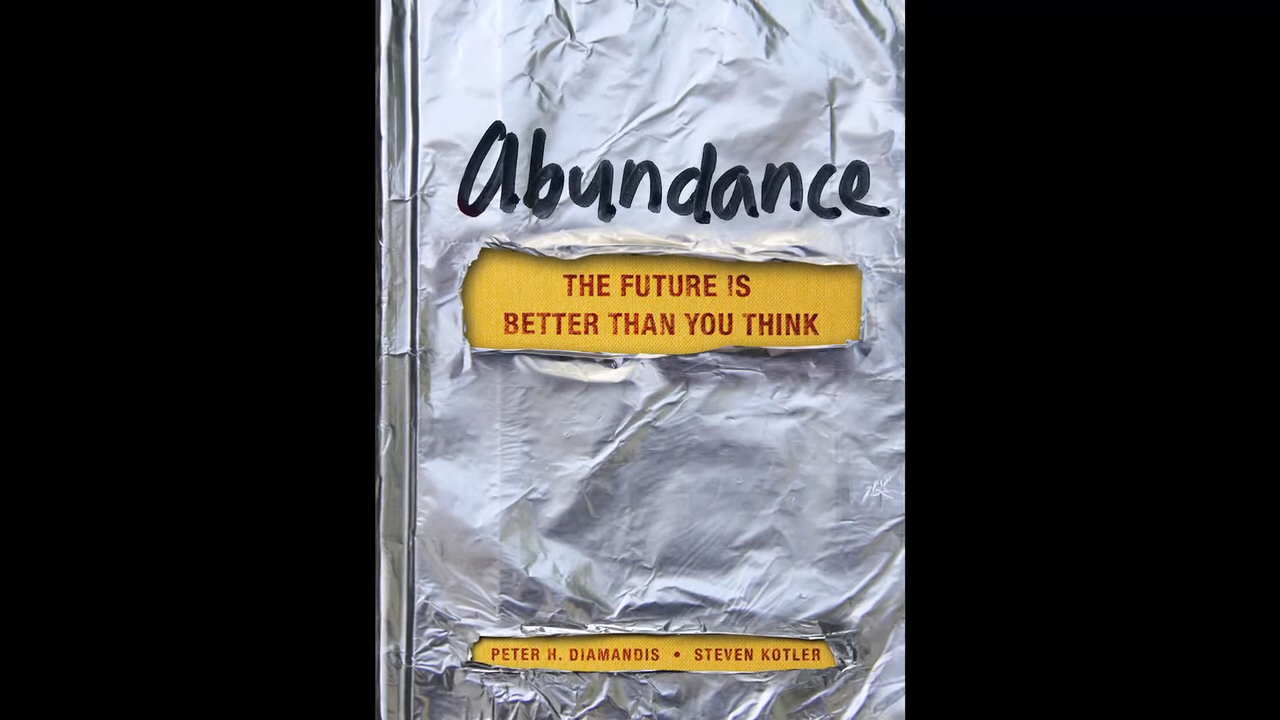 abundance
THE FUTURE IS
BETTER THAN YOU THINK
PETER H. DIAMANDIS • STEVEN KOTLER